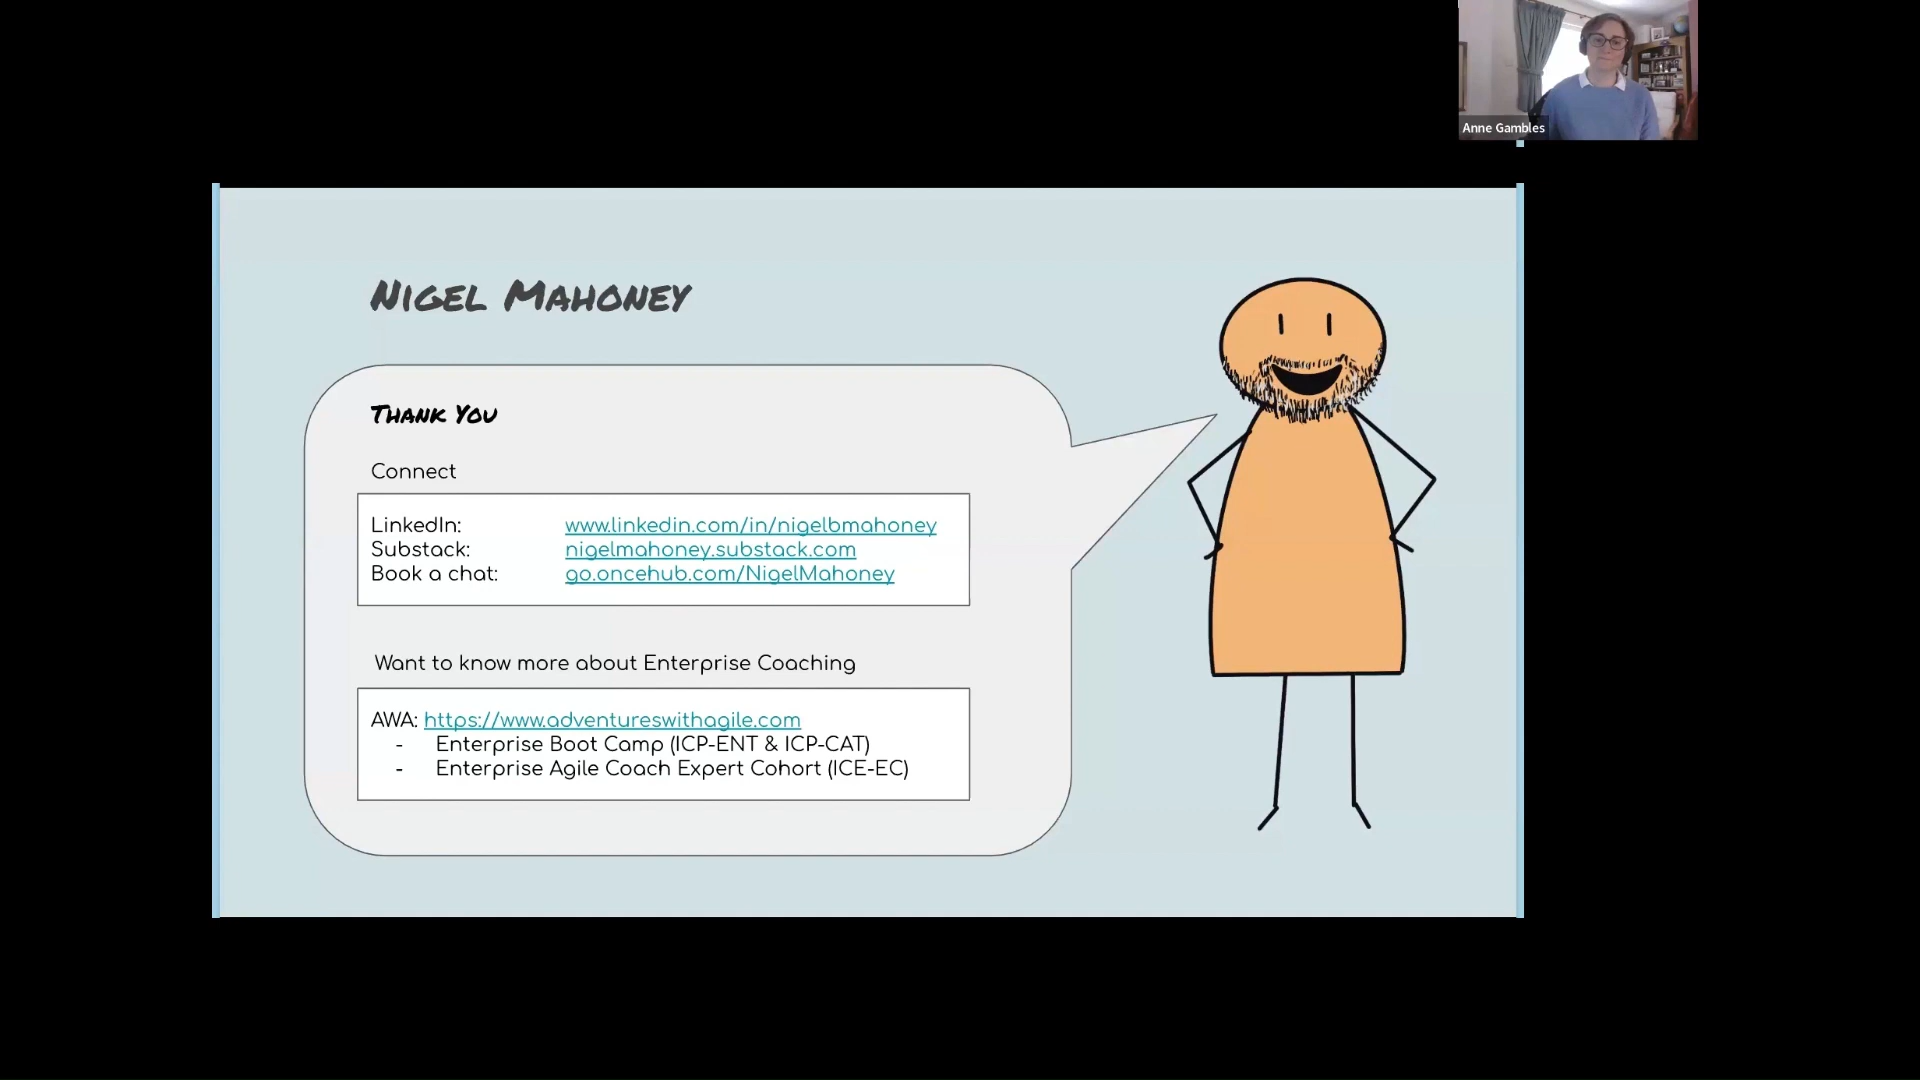 Anne Gambles
Nigel Mahoney
Thank You
Connect
LinkedIn: www.linkedin.com/in/nigelbmahoney
Substack: nigelmahoney.substack.com
Book a chat: go.oncehub.com/NigelMahoney
Want to know more about Enterprise Coaching
AWA: https://www.adventureswithagile.com
- Enterprise Boot Camp (ICP-ENT & ICP-CAT)
- Enterprise Agile Coach Expert Cohort (ICE-EC)